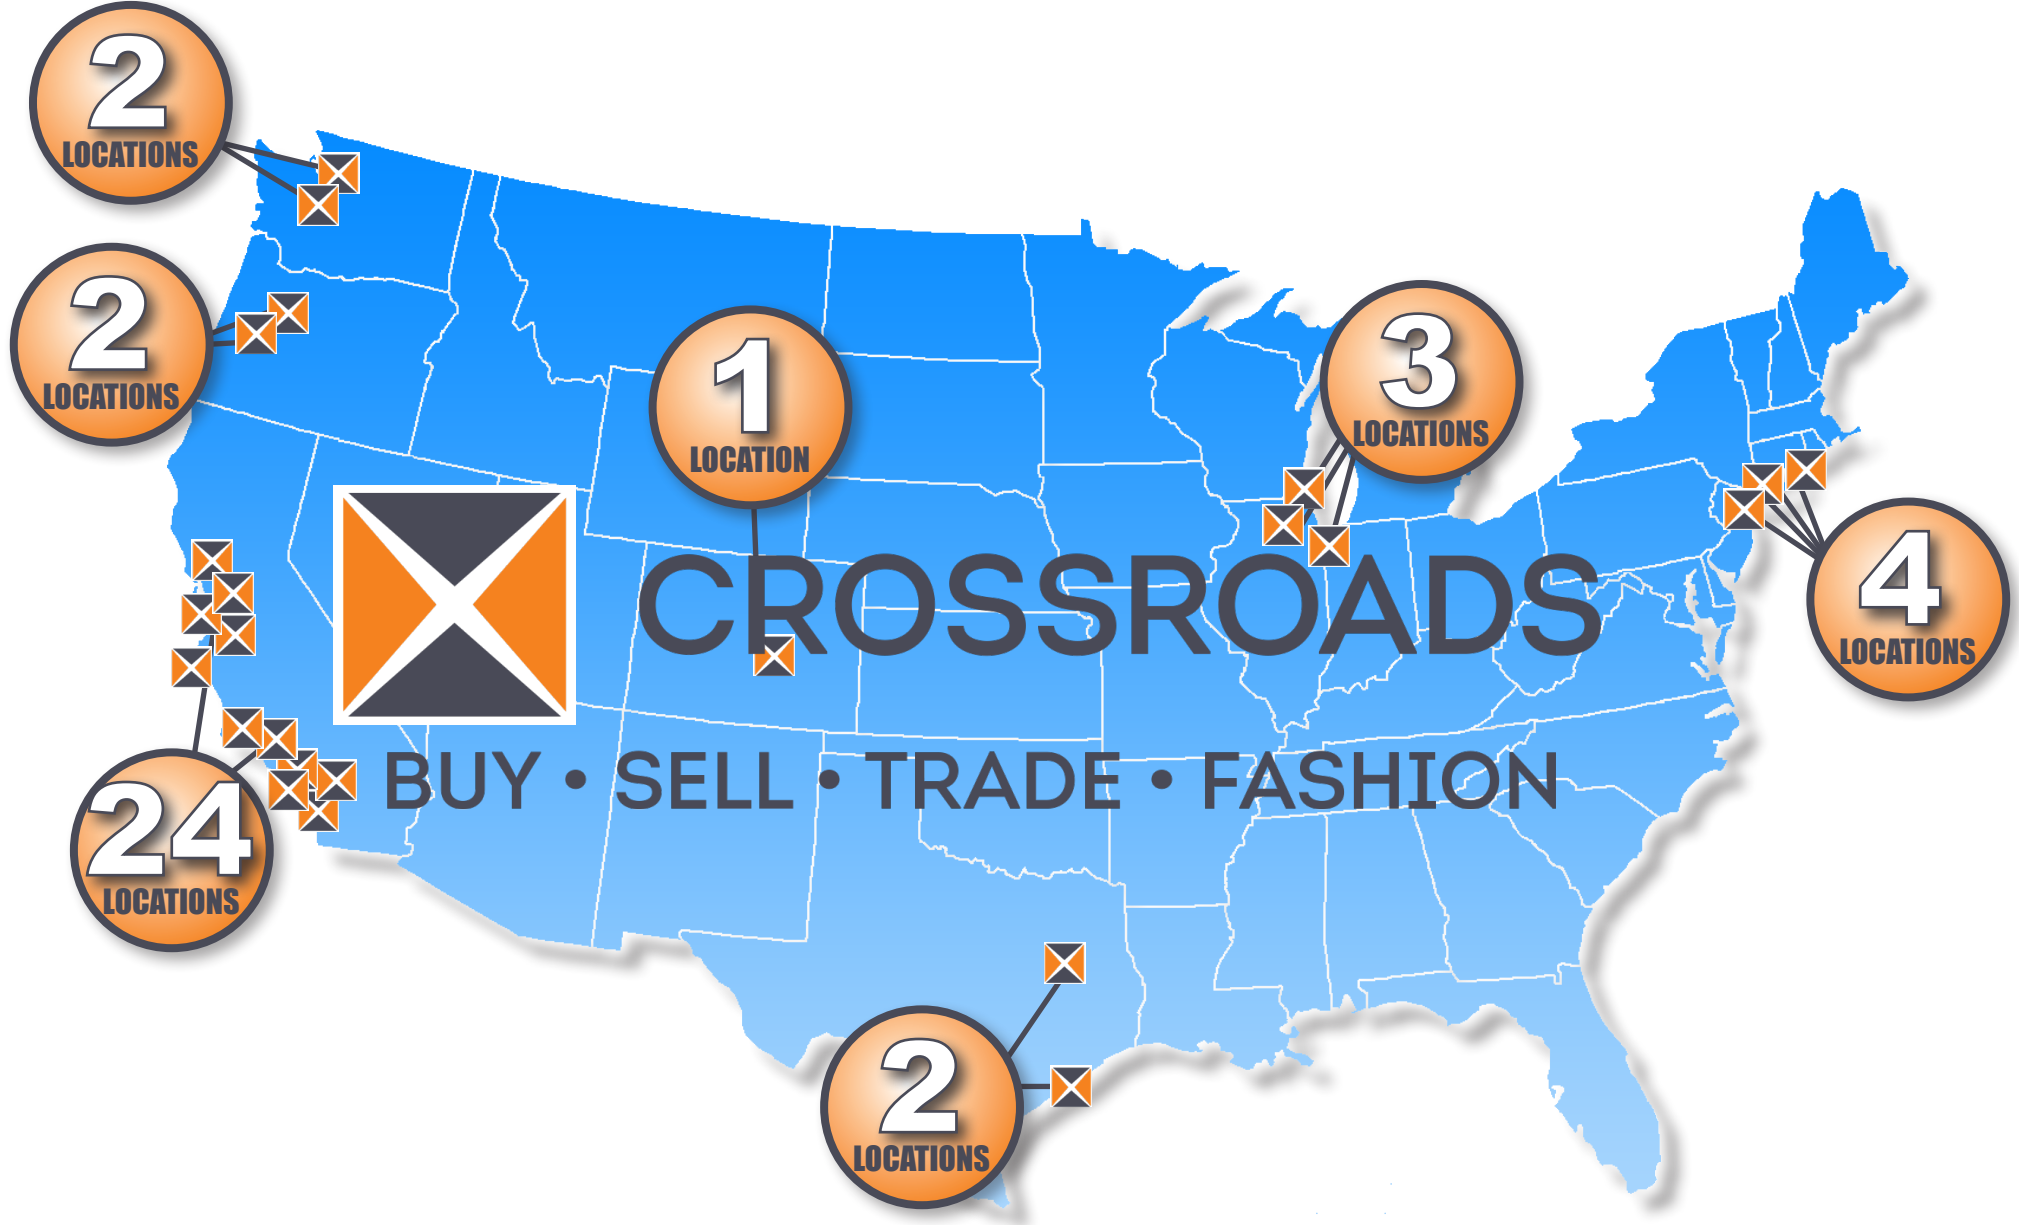 2
LOCATIONS
2
LOCATIONS
1
LOCATION
3
LOCATIONS
4
LOCATIONS
CROSSROADS
BUY • SELL • TRADE • FASHION
24
LOCATIONS
2
LOCATIONS